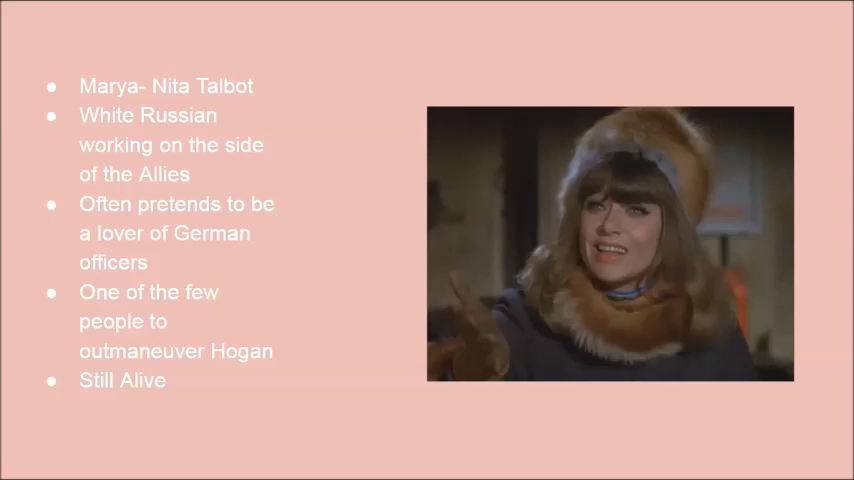 ● Marya- Nita Talbot
● White Russian
working on the side
of the Allies
● Often pretends to be
a lover of German
officers
● One of the few
people to
outmaneuver Hogan
● Still Alive